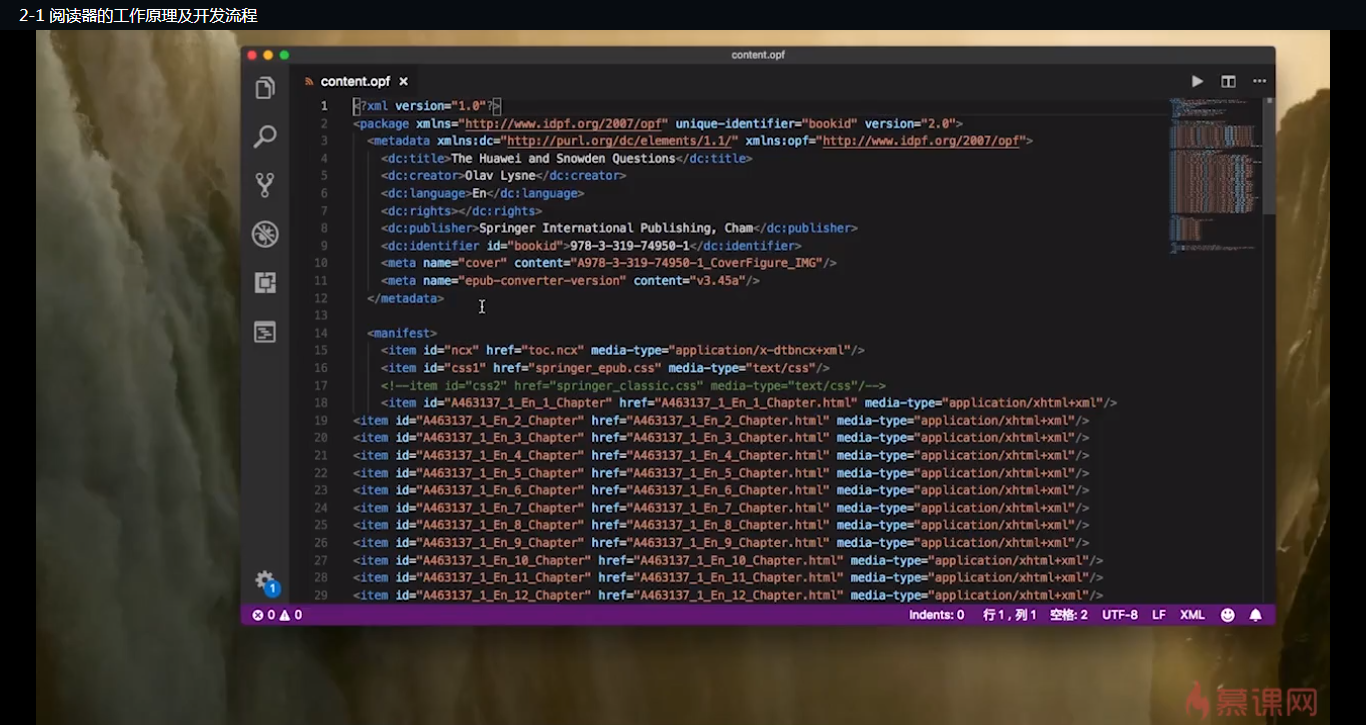 2-1 阅读器的工作原理及开发流程
content.opf
content.opf ×
1 <?xml version="1.0"?>
2 <package xmlns="http://www.idpf.org/2007/opf" unique-identifier="bookid" version="2.0">
3 <metadata xmlns:dc="http://purl.org/dc/elements/1.1/" xmlns:opf="http://www.idpf.org/2007/opf">
4 <dc:title>The Huawei and Snowden Questions</dc:title>
5 <dc:creator>Olav Lysne</dc:creator>
6 <dc:language>En</dc:language>
7 <dc:rights></dc:rights>
8 <dc:publisher>Springer International Publishing, Cham</dc:publisher>
9 <dc:identifier id="bookid">978-3-319-74950-1</dc:identifier>
10 <meta name="cover" content="A978-3-319-74950-1_CoverFigure_IMG"/>
11 <meta name="epub-converter-version" content="v3.45a"/>
12 </metadata>
13
14 <manifest>
15 <item id="ncx" href="toc.ncx" media-type="application/x-dtbncx+xml"/>
16 <item id="css1" href="springer_epub.css" media-type="text/css"/>
17 <!--item id="css2" href="springer_classic.css" media-type="text/css"/-->
18 <item id="A463137_1_En_1_Chapter" href="A463137_1_En_1_Chapter.html" media-type="application/xhtml+xml"/>
19 <item id="A463137_1_En_2_Chapter" href="A463137_1_En_2_Chapter.html" media-type="application/xhtml+xml"/>
20 <item id="A463137_1_En_3_Chapter" href="A463137_1_En_3_Chapter.html" media-type="application/xhtml+xml"/>
21 <item id="A463137_1_En_4_Chapter" href="A463137_1_En_4_Chapter.html" media-type="application/xhtml+xml"/>
22 <item id="A463137_1_En_5_Chapter" href="A463137_1_En_5_Chapter.html" media-type="application/xhtml+xml"/>
23 <item id="A463137_1_En_6_Chapter" href="A463137_1_En_6_Chapter.html" media-type="application/xhtml+xml"/>
24 <item id="A463137_1_En_7_Chapter" href="A463137_1_En_7_Chapter.html" media-type="application/xhtml+xml"/>
25 <item id="A463137_1_En_8_Chapter" href="A463137_1_En_8_Chapter.html" media-type="application/xhtml+xml"/>
26 <item id="A463137_1_En_9_Chapter" href="A463137_1_En_9_Chapter.html" media-type="application/xhtml+xml"/>
27 <item id="A463137_1_En_10_Chapter" href="A463137_1_En_10_Chapter.html" media-type="application/xhtml+xml"/>
28 <item id="A463137_1_En_11_Chapter" href="A463137_1_En_11_Chapter.html" media-type="application/xhtml+xml"/>
29 <item id="A463137_1_En_12_Chapter" href="A463137_1_En_12_Chapter.html" media-type="application/xhtml+xml"/>
1
0 0 Indents: 0 行 1，列 1 空格: 2 UTF-8 LF XML
慕课网